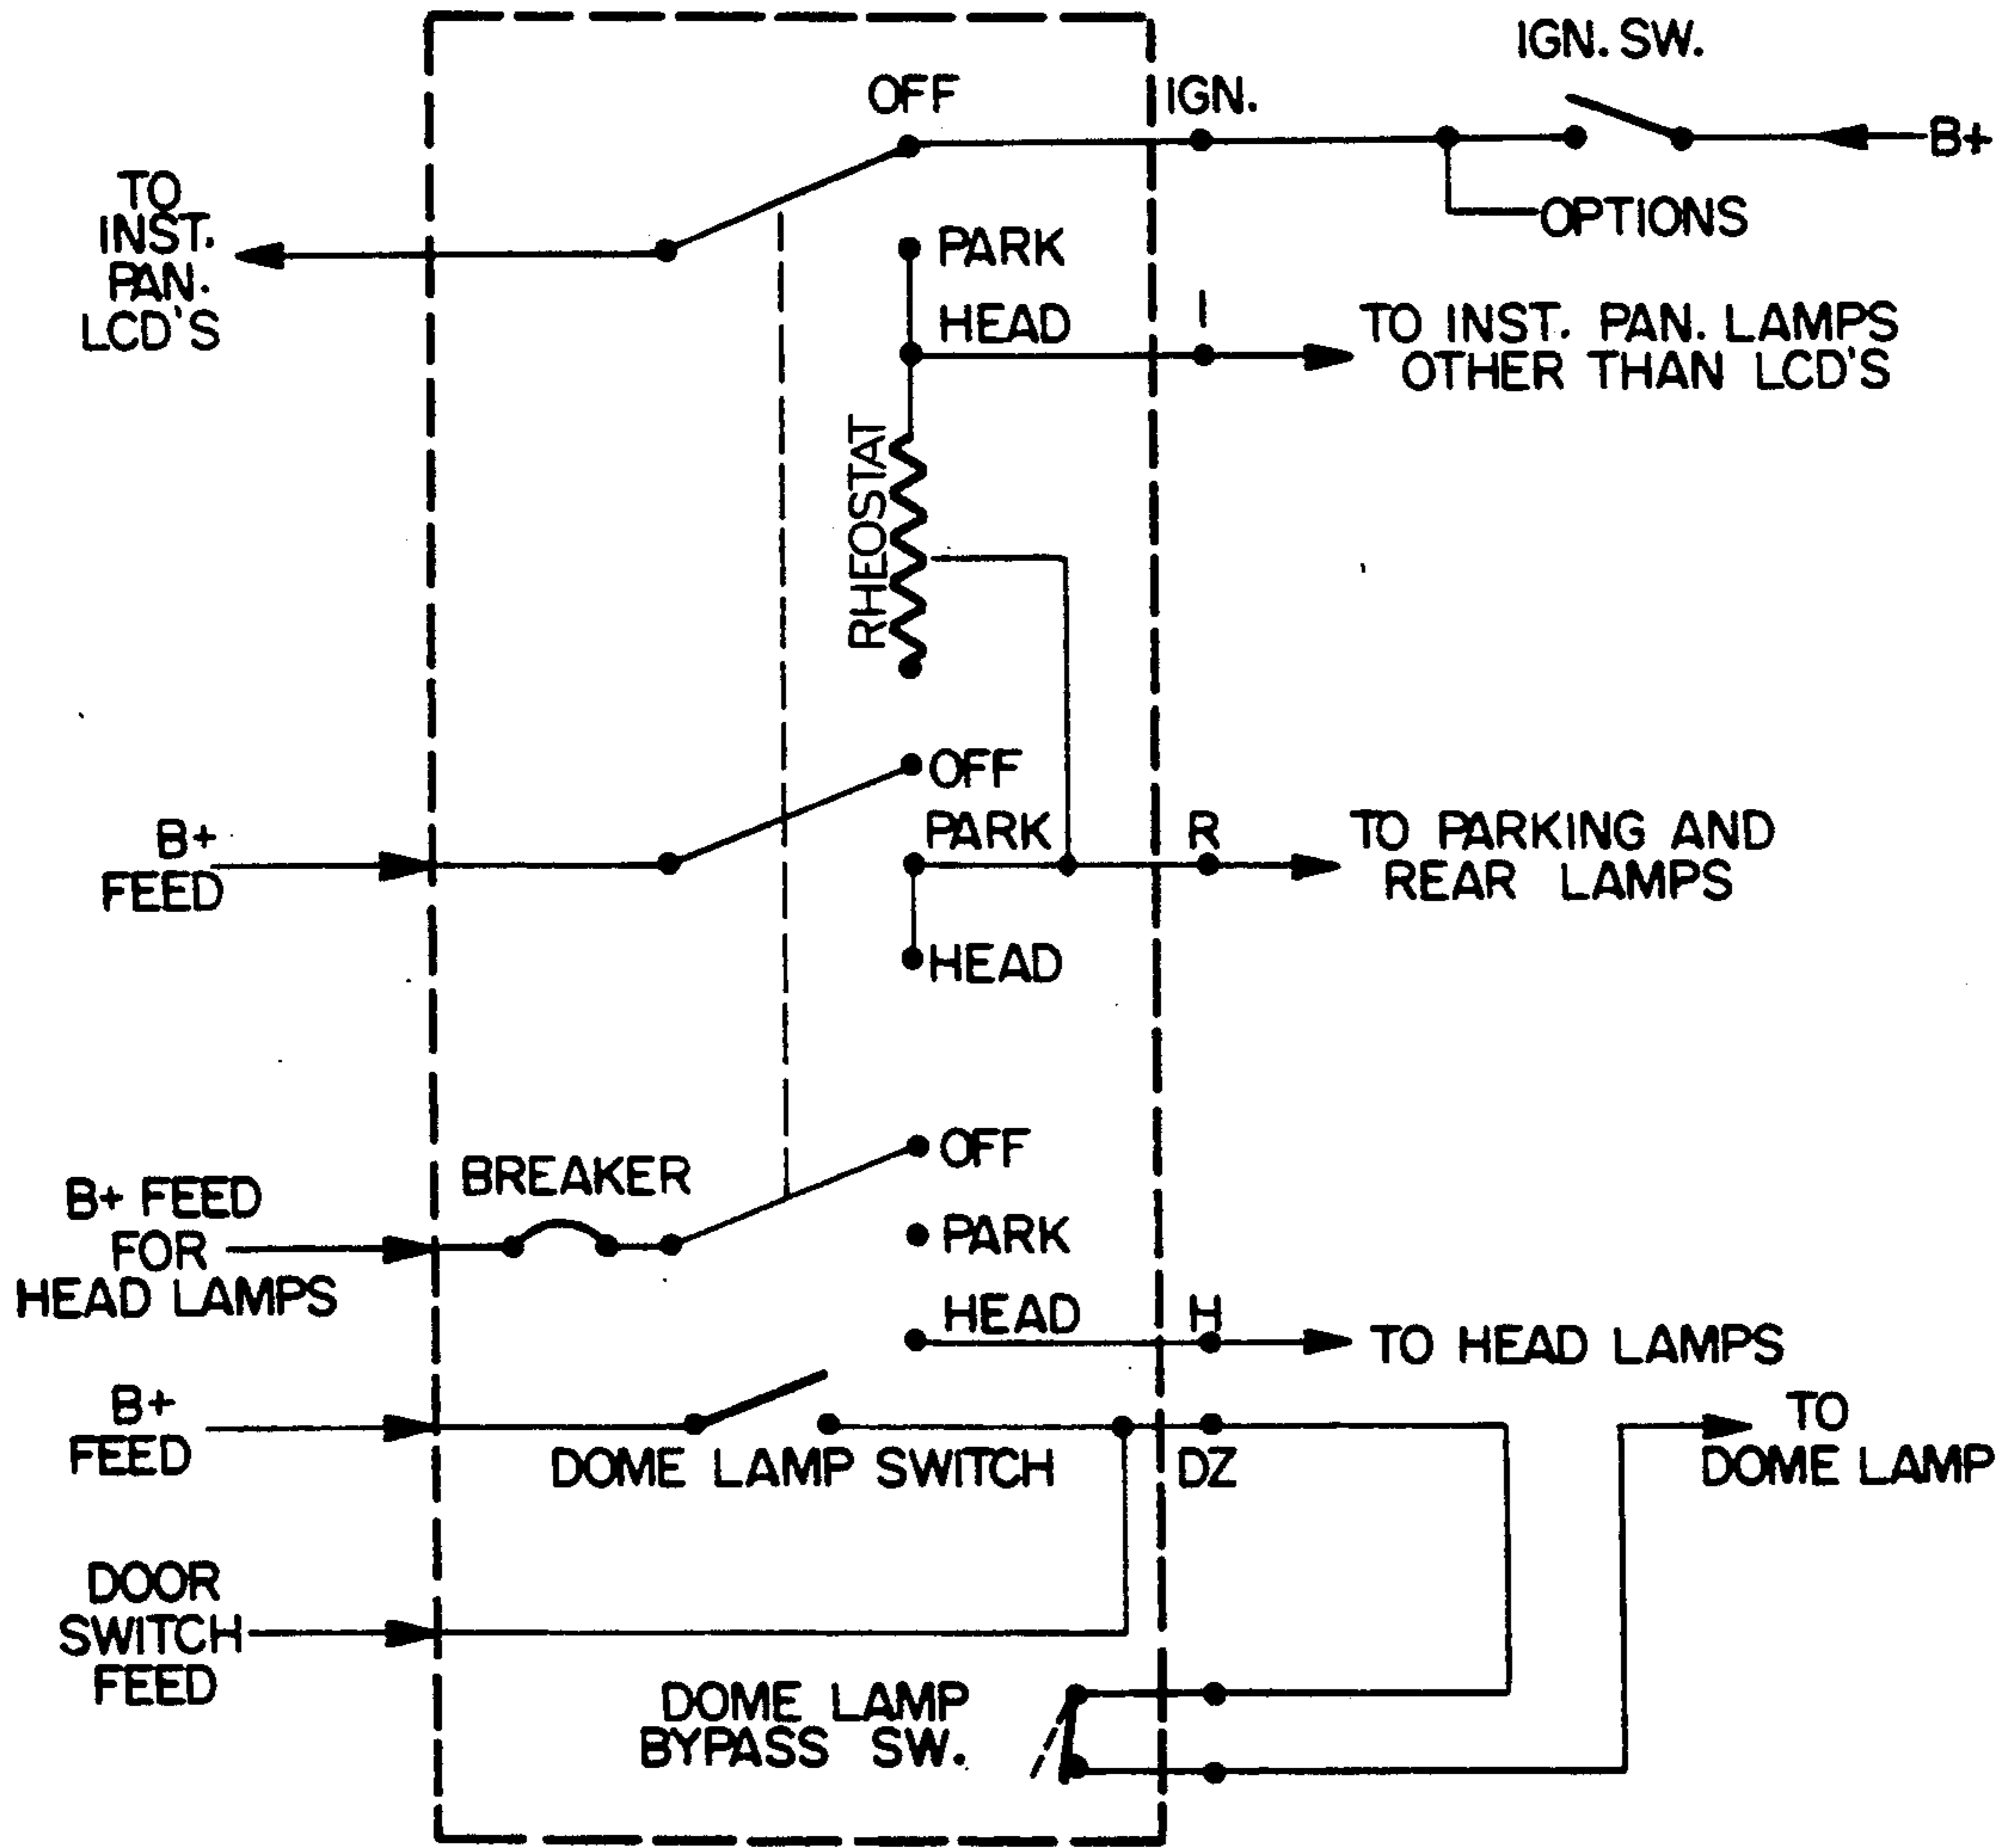 IGN. SW.
OFF
IGN.
B+
OPTIONS
TO
INST.
PAN.
LCD'S
PARK
HEAD
I
TO INST. PAN. LAMPS
OTHER THAN LCD'S
RHEOSTAT
OFF
B+
FEED
PARK
R
TO PARKING AND
REAR LAMPS
HEAD
OFF
BREAKER
B+ FEED
FOR
HEAD LAMPS
PARK
HEAD
H
TO HEAD LAMPS
B+
FEED
DOME LAMP SWITCH
DZ
TO
DOME LAMP
DOOR
SWITCH
FEED
DOME LAMP
BYPASS SW.